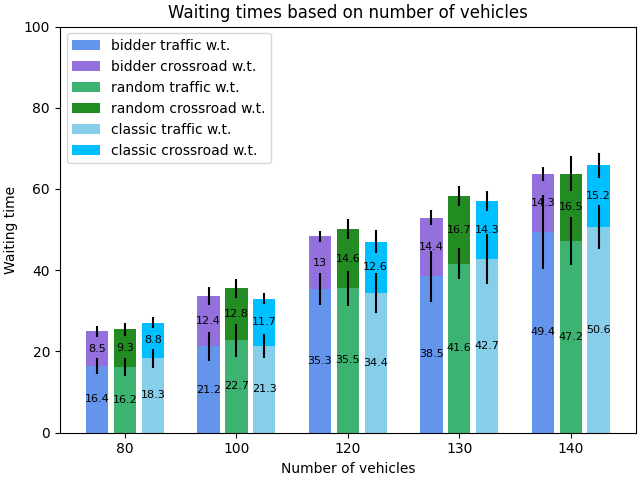 Waiting times based on number of vehicles
100
80
60
40
20
0
Waiting time
bidder traffic w.t.
bidder crossroad w.t.
random traffic w.t.
random crossroad w.t.
classic traffic w.t.
classic crossroad w.t.
8.5 9.3 8.8
16.4 16.2 18.3
12.4 12.8 11.7
21.2 22.7 21.3
13 14.6 12.6
35.3 35.5 34.4
14.4 16.7 14.3
38.5 41.6 42.7
14.3 16.5 15.2
49.4 47.2 50.6
80 100 120 130 140
Number of vehicles